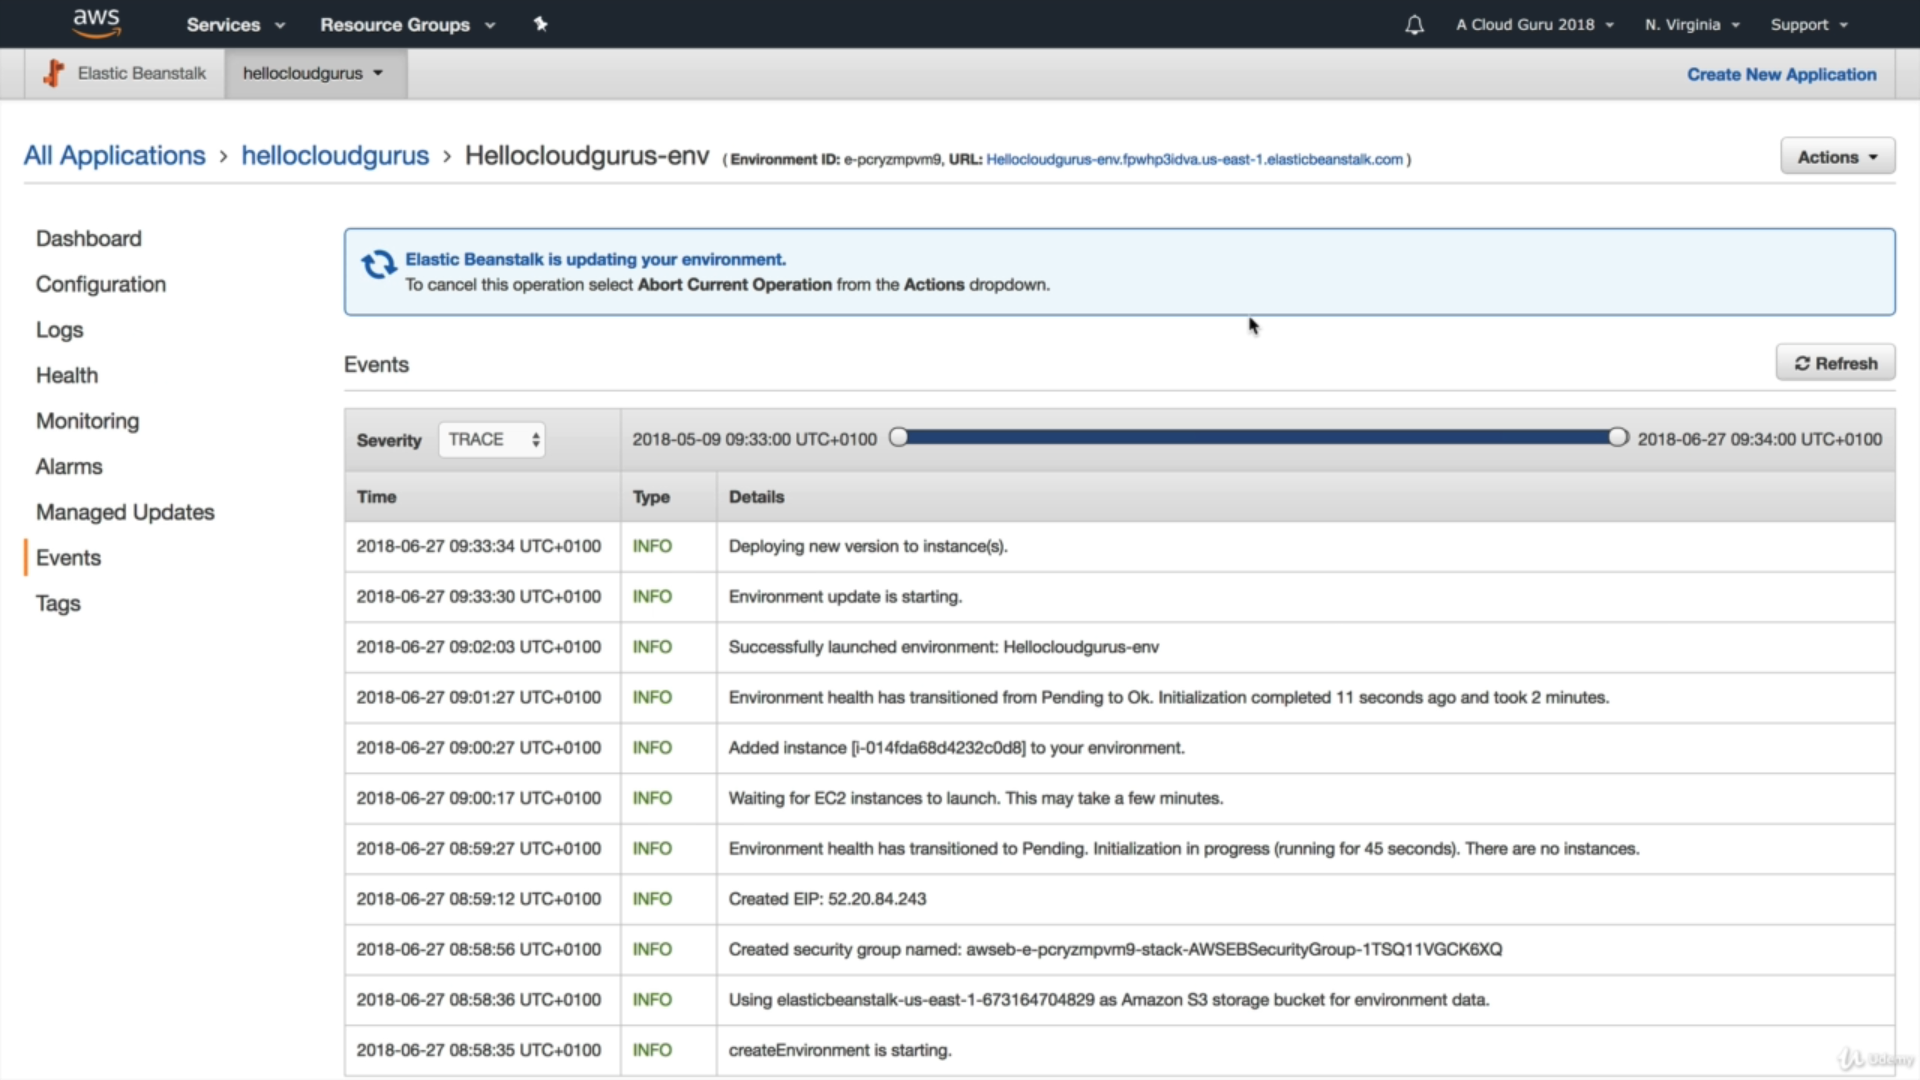 aws Services Resource Groups A Cloud Guru 2018 N. Virginia Support
Elastic Beanstalk hellocloudgurus Create New Application
All Applications › hellocloudgurus › Hellocloudgurus-env ( Environment ID: e-pcryzmpvm9, URL: Hellocloudgurus-env.fpwhp3idva.us-east-1.elasticbeanstalk.com ) Actions
Dashboard
Configuration
Logs
Health
Monitoring
Alarms
Managed Updates
Events
Tags
Elastic Beanstalk is updating your environment.
To cancel this operation select Abort Current Operation from the Actions dropdown.
Events Refresh
Severity TRACE 2018-05-09 09:33:00 UTC+0100 2018-06-27 09:34:00 UTC+0100
Time Type Details
2018-06-27 09:33:34 UTC+0100 INFO Deploying new version to instance(s).
2018-06-27 09:33:30 UTC+0100 INFO Environment update is starting.
2018-06-27 09:02:03 UTC+0100 INFO Successfully launched environment: Hellocloudgurus-env
2018-06-27 09:01:27 UTC+0100 INFO Environment health has transitioned from Pending to Ok. Initialization completed 11 seconds ago and took 2 minutes.
2018-06-27 09:00:27 UTC+0100 INFO Added instance [i-014fda68d4232c0d8] to your environment.
2018-06-27 09:00:17 UTC+0100 INFO Waiting for EC2 instances to launch. This may take a few minutes.
2018-06-27 08:59:27 UTC+0100 INFO Environment health has transitioned to Pending. Initialization in progress (running for 45 seconds). There are no instances.
2018-06-27 08:59:12 UTC+0100 INFO Created EIP: 52.20.84.243
2018-06-27 08:58:56 UTC+0100 INFO Created security group named: awseb-e-pcryzmpvm9-stack-AWSEBSecurityGroup-1TSQ11VGCK6XQ
2018-06-27 08:58:36 UTC+0100 INFO Using elasticbeanstalk-us-east-1-673164704829 as Amazon S3 storage bucket for environment data.
2018-06-27 08:58:35 UTC+0100 INFO createEnvironment is starting.
Udemy